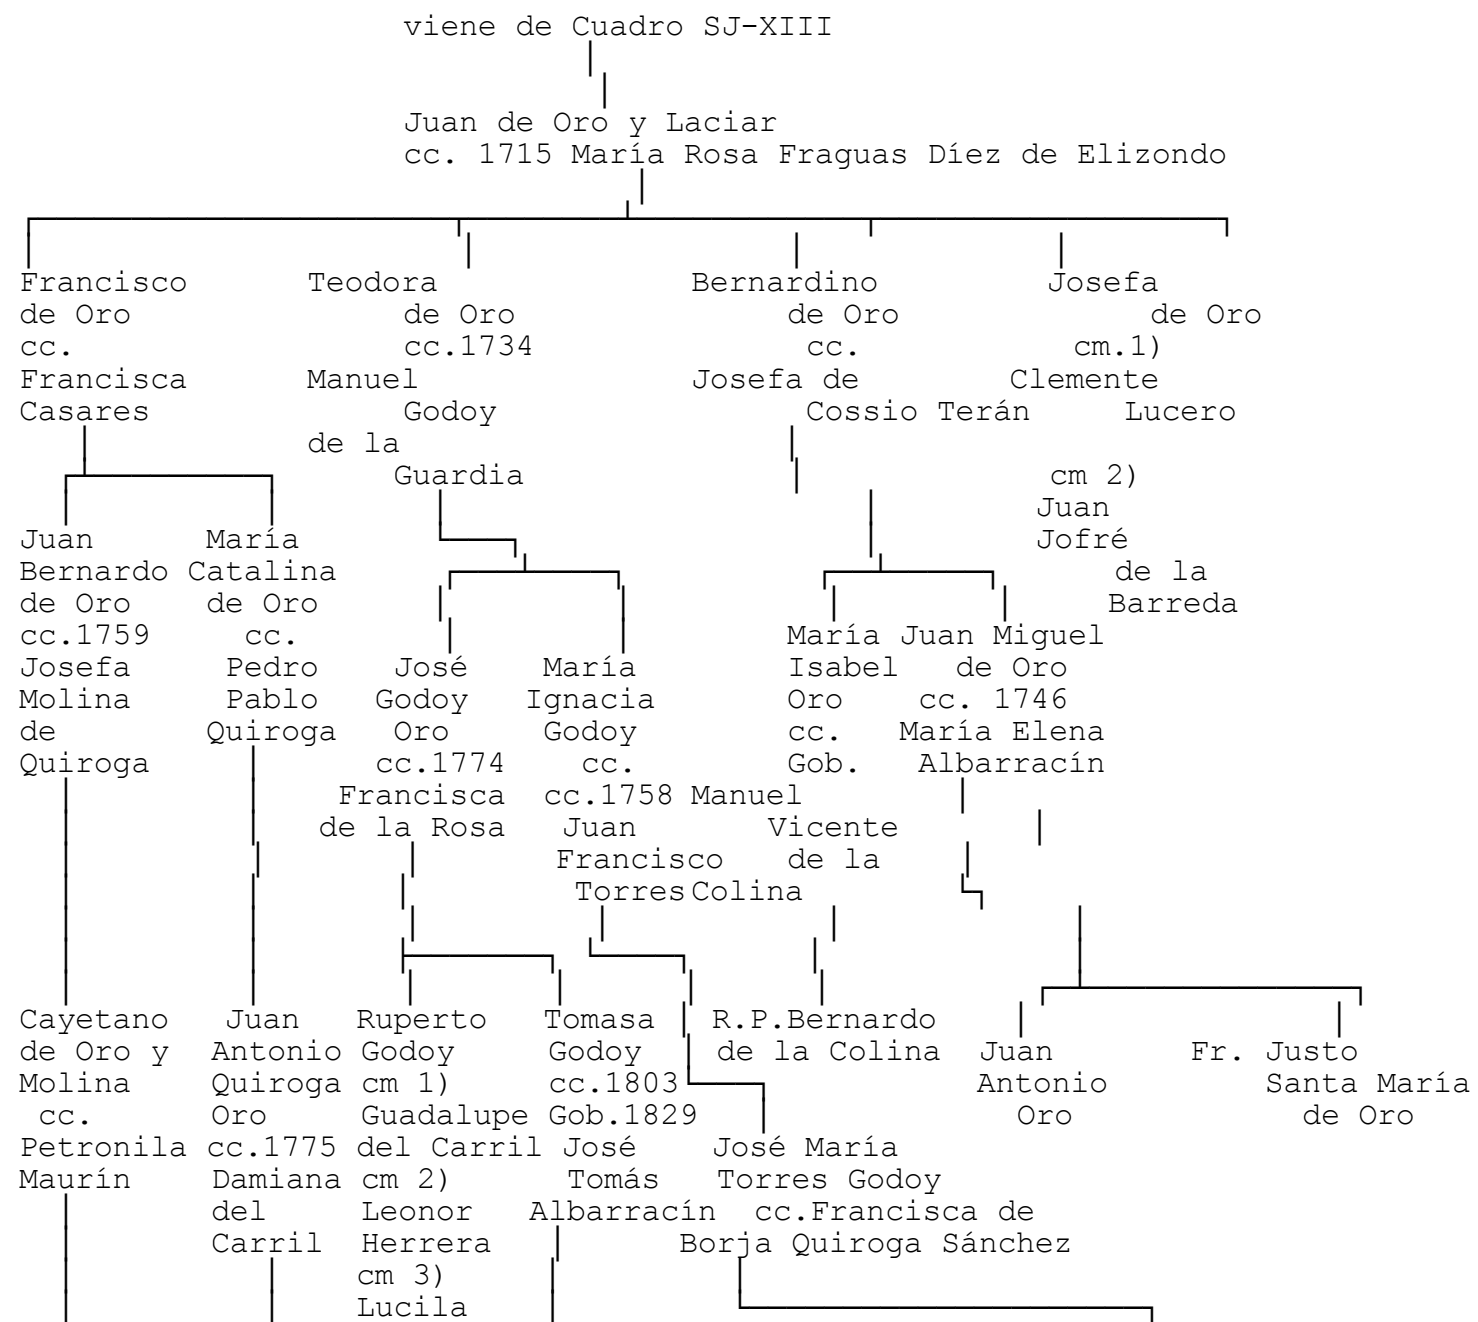 viene de Cuadro SJ-XIII
Juan de Oro y Laciar
cc. 1715 María Rosa Fraguas Díez de Elizondo
Francisco Teodora Bernardino Josefa
de Oro de Oro de Oro de Oro
cc. cc.1734 cc. cm.1)
Francisca Manuel Josefa de Clemente
Casares Godoy Cossio Terán Lucero
de la
Guardia cm 2)
Juan
Juan María Jofré
Bernardo Catalina de la
de Oro de Oro Barreda
cc.1759 cc. María Juan Miguel
Josefa Pedro José María Isabel de Oro
Molina Pablo Godoy Ignacia Oro cc. 1746
de Quiroga Oro Godoy cc. María Elena
Quiroga cc.1774 cc. Gob. Albarracín
Francisca cc.1758 Manuel
de la Rosa Juan Vicente
Francisco de la
Torres Colina
Cayetano Juan Ruperto Tomasa R.P.Bernardo
de Oro y Antonio Godoy Godoy de la Colina Juan Fr. Justo
Molina Quiroga cm 1) cc.1803 Antonio Santa María
cc. Oro Guadalupe Gob.1829 Oro de Oro
Petronila cc.1775 del Carril José José María
Maurín Damiana cm 2) Tomás Torres Godoy
del Leonor Albarracín cc.Francisca de
Carril Herrera Borja Quiroga Sánchez
cm 3)
Lucila